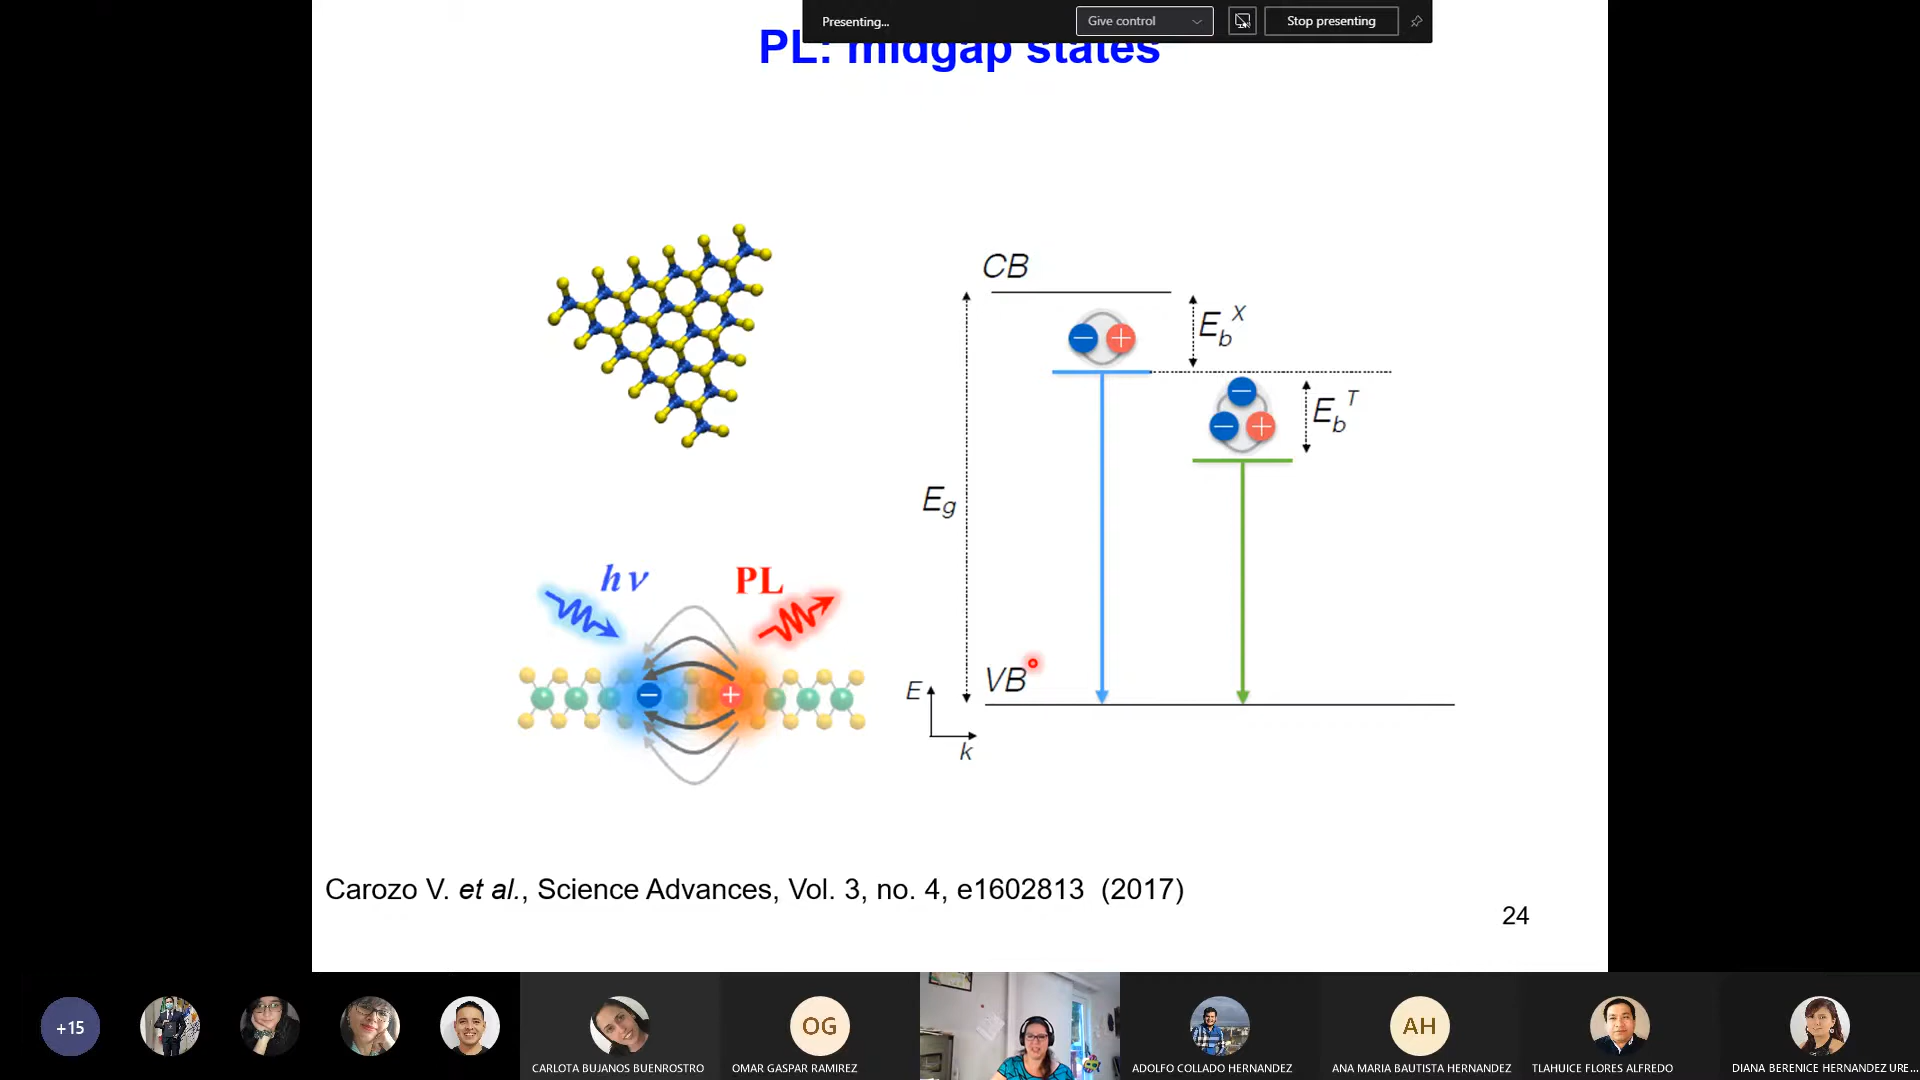 Presenting...
Give control
Stop presenting
PL: midgap states
CB
E_b^X
E_b^T
E_g
hν
PL
VB
E
k
Carozo V. et al., Science Advances, Vol. 3, no. 4, e1602813 (2017)
24
+15
CARLOTA BUJANOS BUENROSTRO
OG
OMAR GASPAR RAMIREZ
ADOLFO COLLADO HERNANDEZ
AH
ANA MARIA BAUTISTA HERNANDEZ
TLAHUICE FLORES ALFREDO
DIANA BERENICE HERNANDEZ URE...